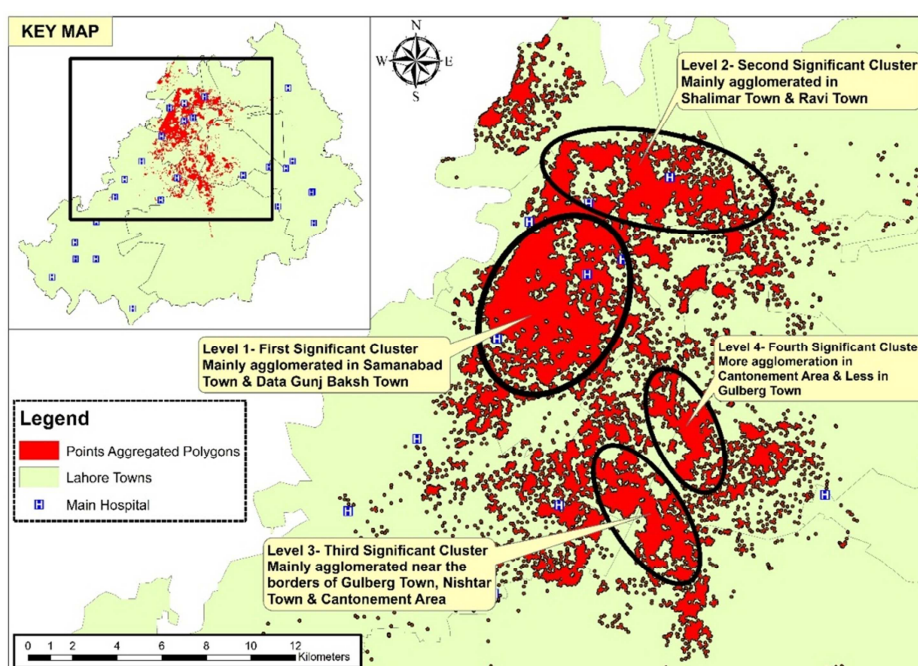 KEY MAP
N
W E
S
Level 2- Second Significant Cluster
Mainly agglomerated in
Shalimar Town & Ravi Town
Level 1- First Significant Cluster
Mainly agglomerated in Samanabad
Town & Data Gunj Baksh Town
Level 4- Fourth Significant Cluster
More agglomeration in
Cantonement Area & Less in
Gulberg Town
Legend
Points Aggregated Polygons
Lahore Towns
H Main Hospital
Level 3- Third Significant Cluster
Mainly agglomerated near the
borders of Gulberg Town, Nishtar
Town & Cantonement Area
0 1 2 4 6 8 10 12
Kilometers